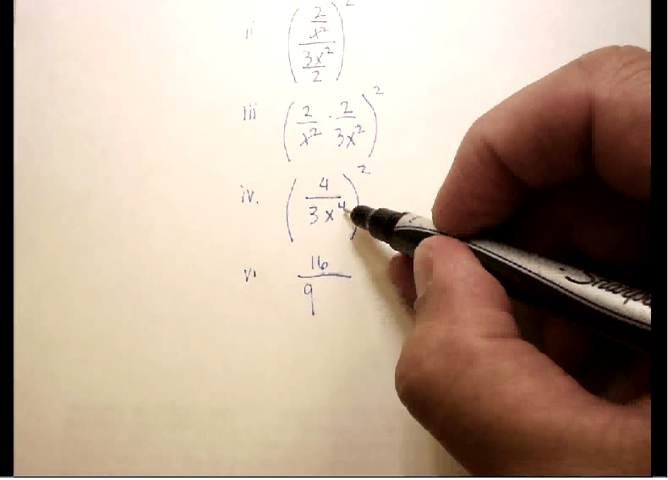 ii ((2/x²)/(3x²/2))²
iii (2/x² · 2/3x²)²
iv. (4/3x⁴)²
v. 16/9
Sharpie